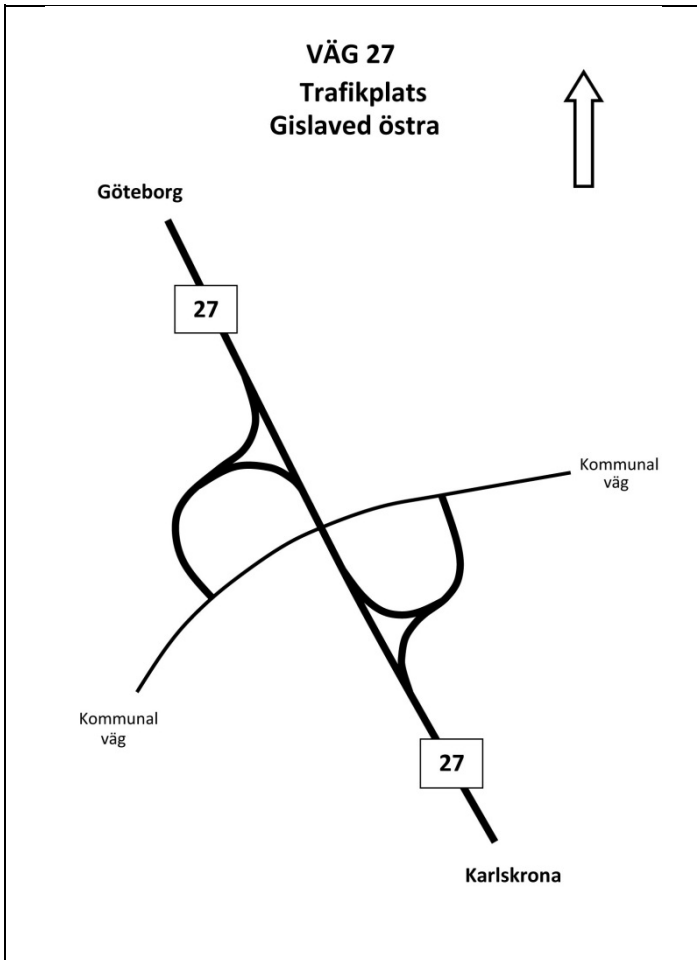 VÄG 27
Trafikplats
Gislaved östra
Göteborg
27
Kommunal
väg
Kommunal
väg
27
Karlskrona